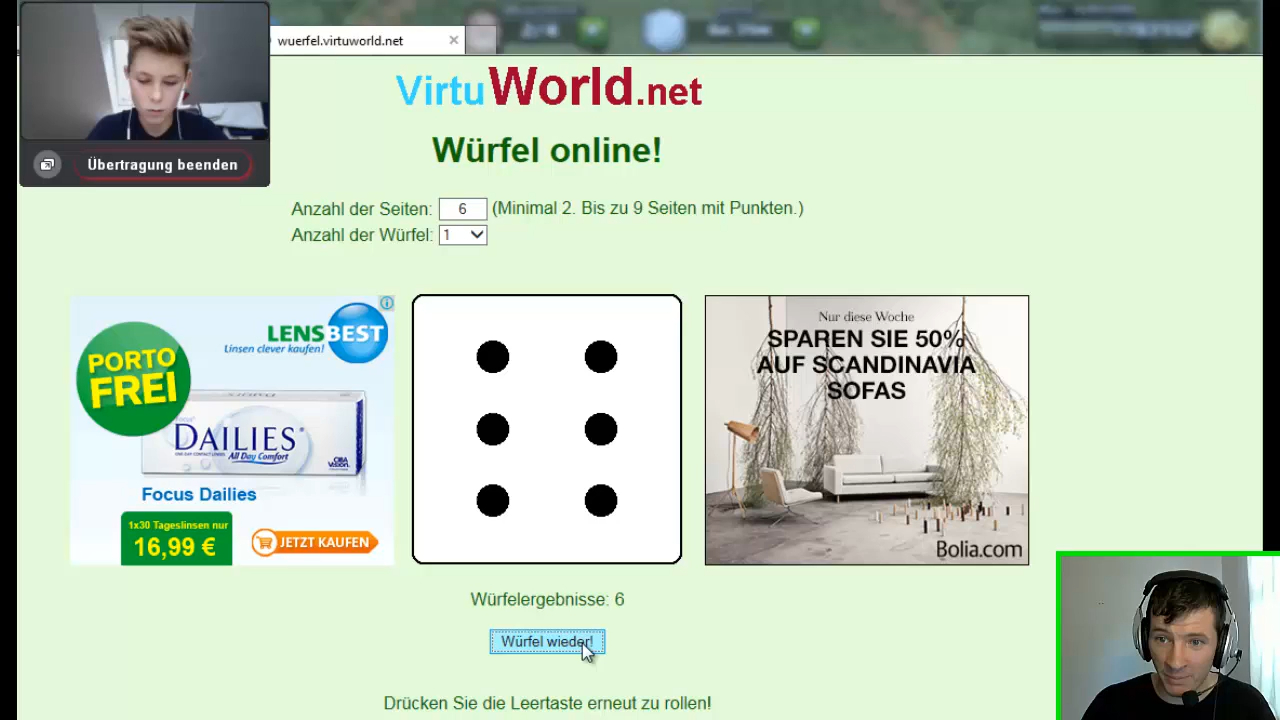 wuerfel.virtuworld.net
VirtuWorld.net
Würfel online!
Übertragung beenden
Anzahl der Seiten: 6 (Minimal 2. Bis zu 9 Seiten mit Punkten.)
Anzahl der Würfel: 1
PORTO
FREI
LENSBEST
Linsen clever kaufen!
DAILIES
All Day Comfort
CIBA
VISION
Focus Dailies
1x30 Tageslinsen nur
16,99 €
JETZT KAUFEN
Nur diese Woche
SPAREN SIE 50%
AUF SCANDINAVIA
SOFAS
Bolia.com
Würfelergebnisse: 6
Würfel wieder!
Drücken Sie die Leertaste erneut zu rollen!